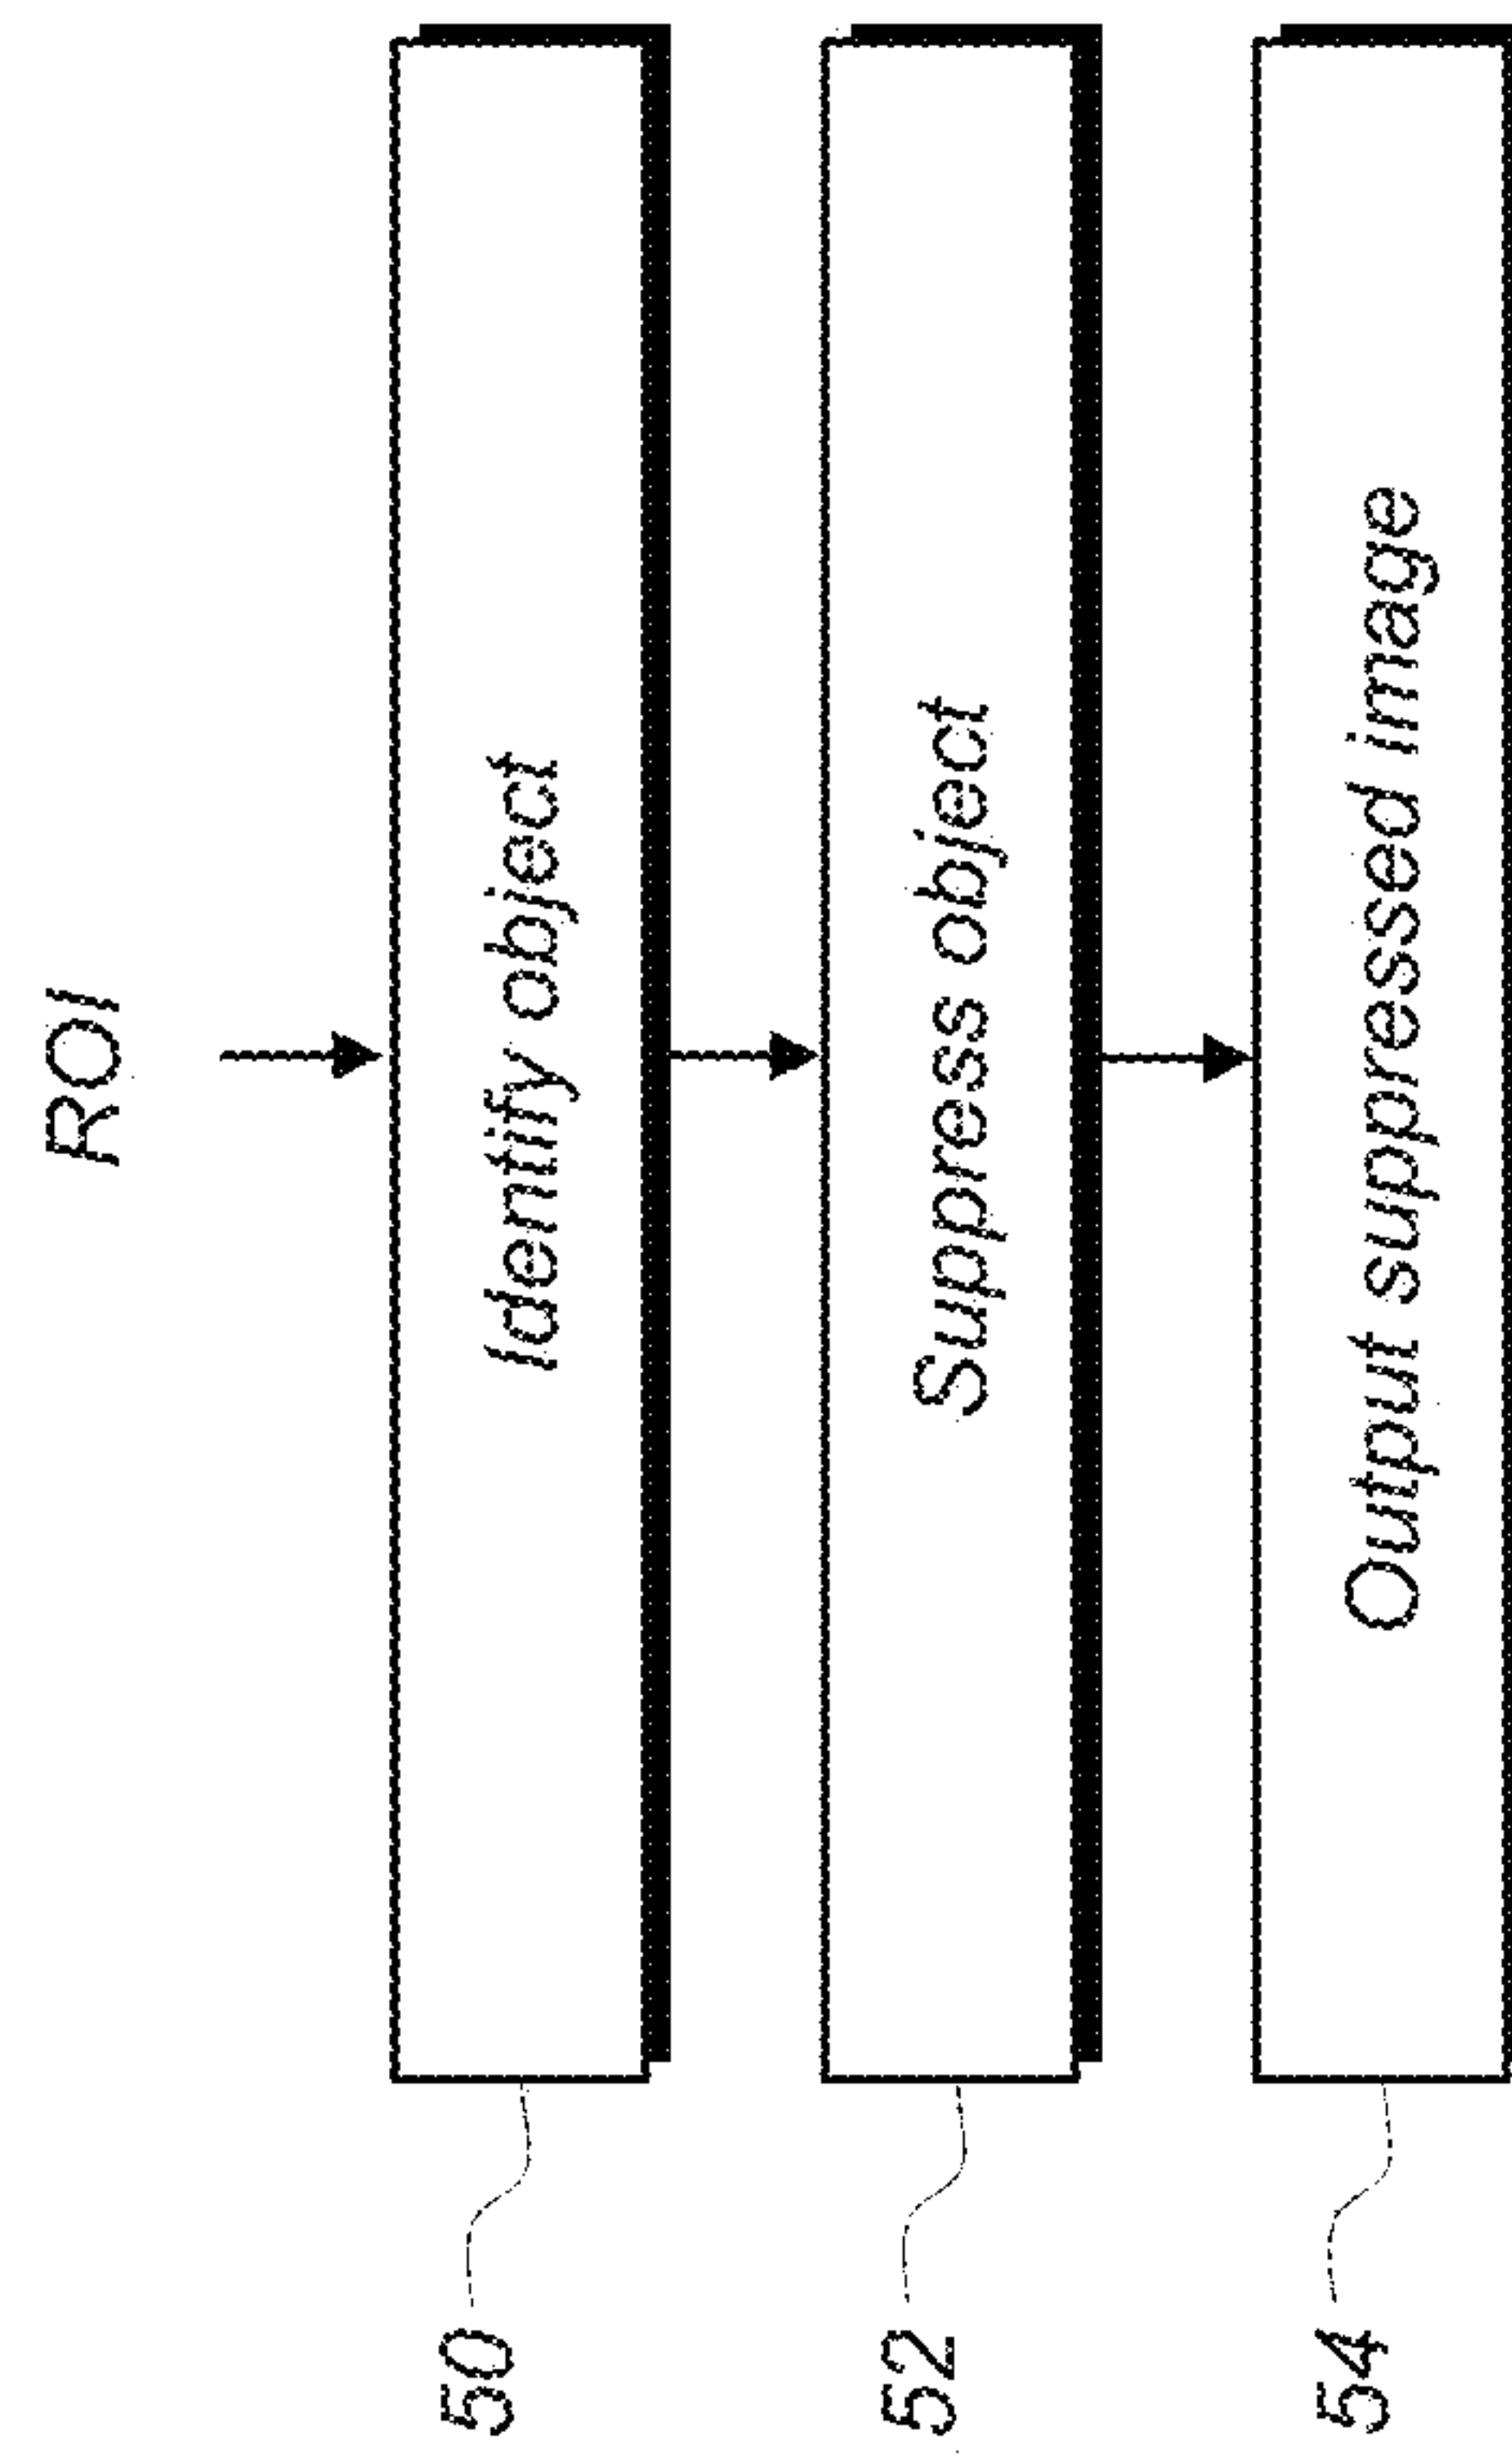 ROI
50
Identify object
52
Suppress object
54
Output suppressed image